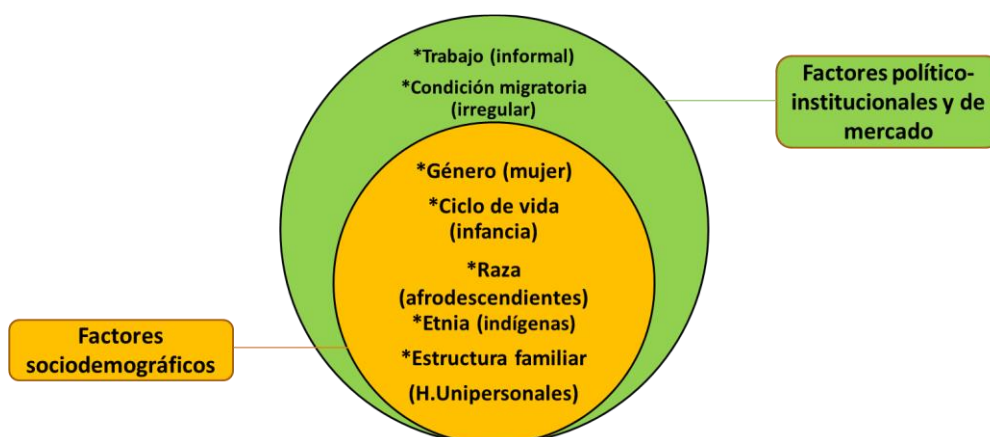 *Trabajo (informal)
*Condición migratoria
(irregular)
Factores político-
institucionales y de
mercado
*Género (mujer)
*Ciclo de vida
(infancia)
*Raza
(afrodescendientes)
*Etnia (indígenas)
*Estructura familiar
(H.Unipersonales)
Factores
sociodemográficos